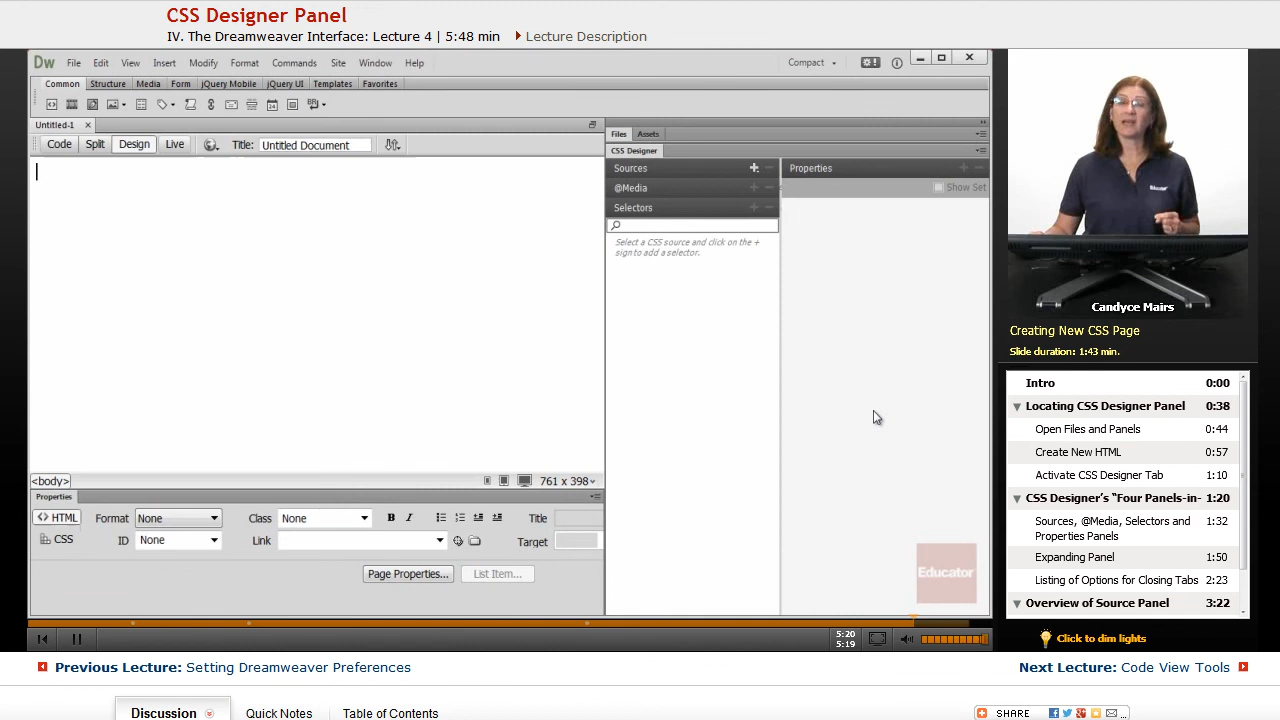 CSS Designer Panel
IV. The Dreamweaver Interface: Lecture 4 | 5:48 min
Lecture Description
Dw File Edit View Insert Modify Format Commands Site Window Help
Compact
Common Structure Media Form jQuery Mobile jQuery UI Templates Favorites
Untitled-1 x
Code Split Design Live Title: Untitled Document
Files Assets
CSS Designer
Sources
Properties
@Media
Show Set
Selectors
Select a CSS source and click on the +
sign to add a selector.
<body>
761 x 398
Properties
<> HTML Format None Class None B I Title
CSS ID None Link Target
Page Properties... List Item...
Educator
Educator
Candyce Mairs
Creating New CSS Page
Slide duration: 1:43 min.
Intro 0:00
Locating CSS Designer Panel 0:38
Open Files and Panels 0:44
Create New HTML 0:57
Activate CSS Designer Tab 1:10
CSS Designer's “Four Panels-in- 1:20
Sources, @Media, Selectors and 1:32
Properties Panels
Expanding Panel 1:50
Listing of Options for Closing Tabs 2:23
Overview of Source Panel 3:22
5:20
5:19
Click to dim lights
Previous Lecture: Setting Dreamweaver Preferences
Next Lecture: Code View Tools
Discussion Quick Notes Table of Contents
SHARE